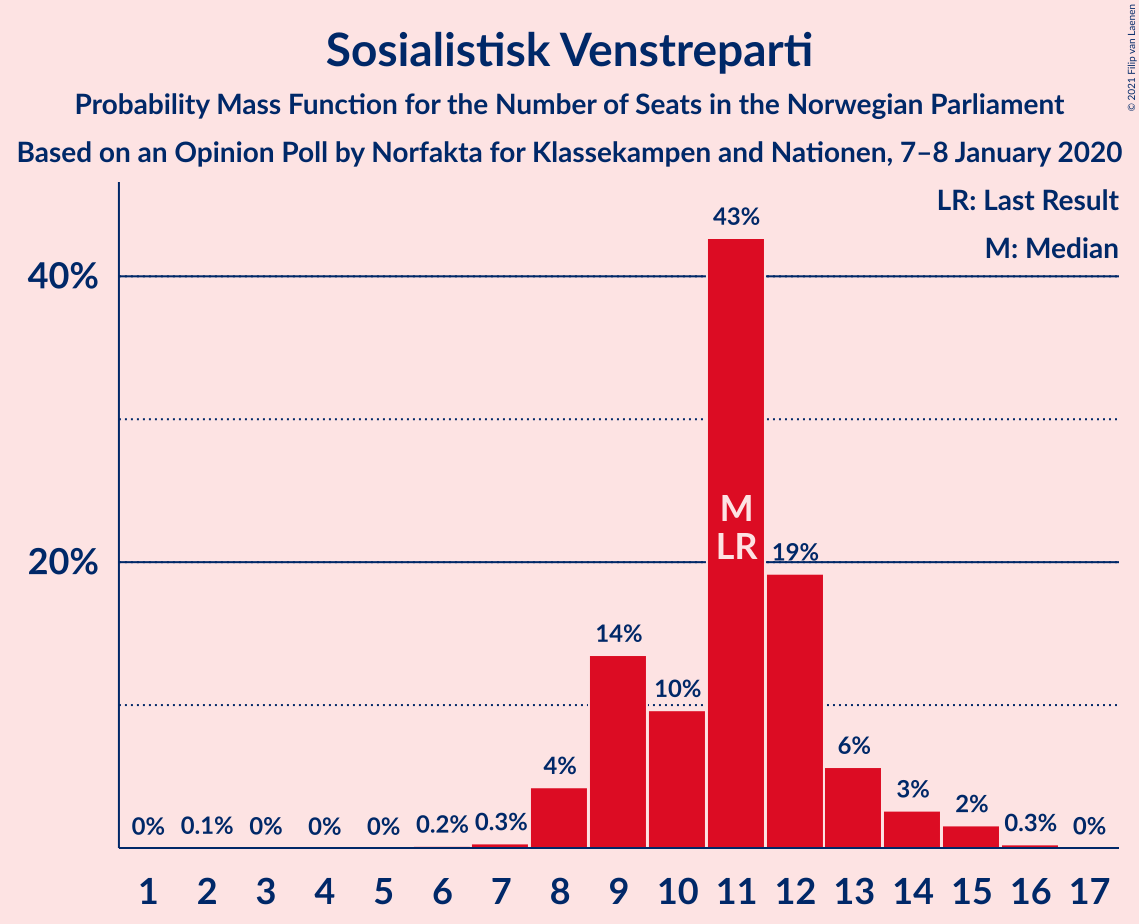 Sosialistisk Venstreparti
Probability Mass Function for the Number of Seats in the Norwegian Parliament
Based on an Opinion Poll by Norfakta for Klassekampen and Nationen, 7–8 January 2020
© 2021 Filip van Laenen
LR: Last Result
M: Median
40%
20%
0%
0.1%
0%
0%
0%
0.2%
0.3%
4%
14%
10%
43%
M
LR
19%
6%
3%
2%
0.3%
0%
1 2 3 4 5 6 7 8 9 10 11 12 13 14 15 16 17